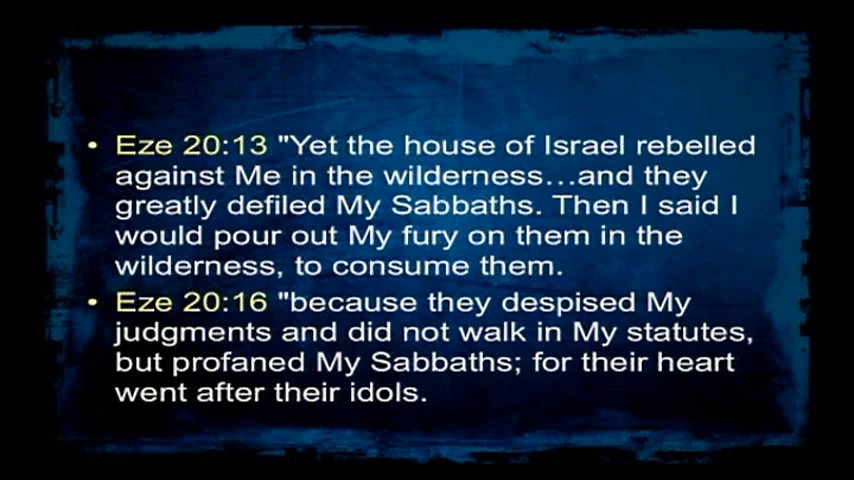 • Eze 20:13 "Yet the house of Israel rebelled
against Me in the wilderness...and they
greatly defiled My Sabbaths. Then I said I
would pour out My fury on them in the
wilderness, to consume them.
• Eze 20:16 "because they despised My
judgments and did not walk in My statutes,
but profaned My Sabbaths; for their heart
went after their idols.